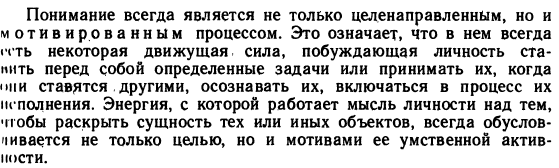 Понимание всегда является не только целенаправленным, но и
мотивированным процессом. Это означает, что в нем всегда
есть некоторая движущая сила, побуждающая личность ста-
вить перед собой определенные задачи или принимать их, когда
они ставятся другими, осознавать их, включаться в процесс их
исполнения. Энергия, с которой работает мысль личности над тем,
чтобы раскрыть сущность тех или иных объектов, всегда обуслов-
ливается не только целью, но и мотивами ее умственной актив-
ности.